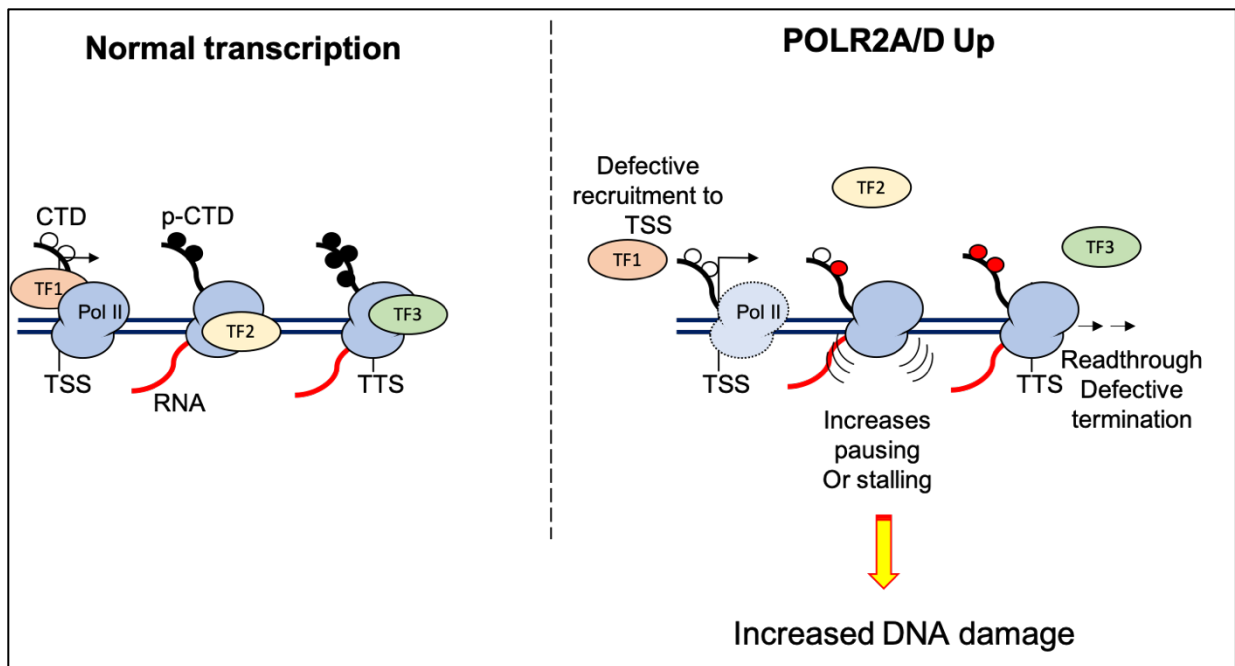 Normal transcription
CTD
p-CTD
TF1
Pol II
TF2
TF3
TSS
RNA
TTS
POLR2A/D Up
Defective
recruitment to
TSS
TF1
TF2
TF3
Pol II
TSS
TTS
Increases
pausing
Or stalling
Readthrough
Defective
termination
Increased DNA damage